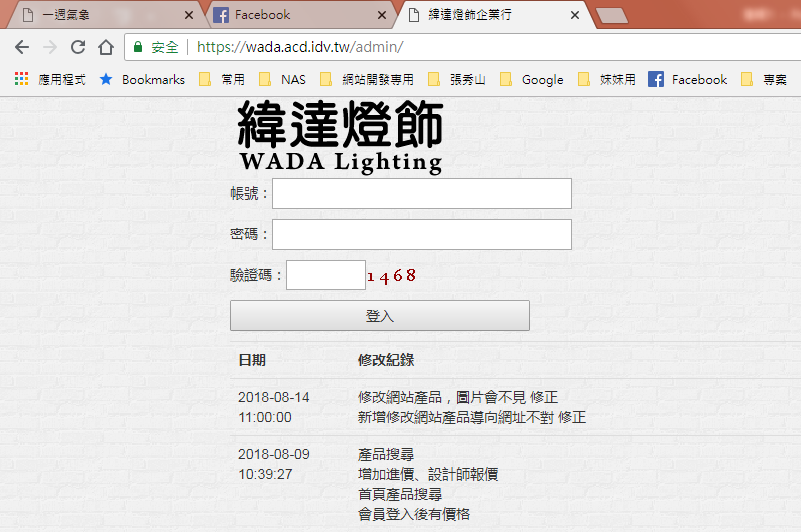 一週氣象
Facebook
緯達燈飾企業行
安全 https://wada.acd.idv.tw/admin/
應用程式 Bookmarks 常用 NAS 網站開發専用 張秀山 Google 妹妹用 Facebook 專案
緯達燈飾
WADA Lighting
帳號：
密碼：
驗證碼： 1468
登入
日期 修改紀錄
2018-08-14 修改網站產品，圖片會不見 修正
11:00:00 新增修改網站產品導向網址不對 修正
2018-08-09 產品搜尋
10:39:27 增加進價、設計師報價
首頁產品搜尋
會員登入後有價格